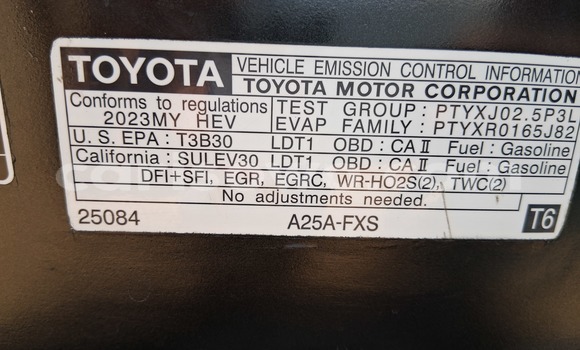 TOYOTA VEHICLE EMISSION CONTROL INFORMATION
TOYOTA MOTOR CORPORATION
Conforms to regulations TEST GROUP : PTYXJ02.5P3L
2023MY HEV EVAP FAMILY : PTYXR0165J82
U. S. EPA : T3B30 LDT1 OBD : CA II Fuel : Gasoline
California : SULEV30 LDT1 OBD : CA II Fuel : Gasoline
DFI+SFI, EGR, EGRC, WR-HO2S(2), TWC(2)
No adjustments needed.
25084 A25A-FXS T6